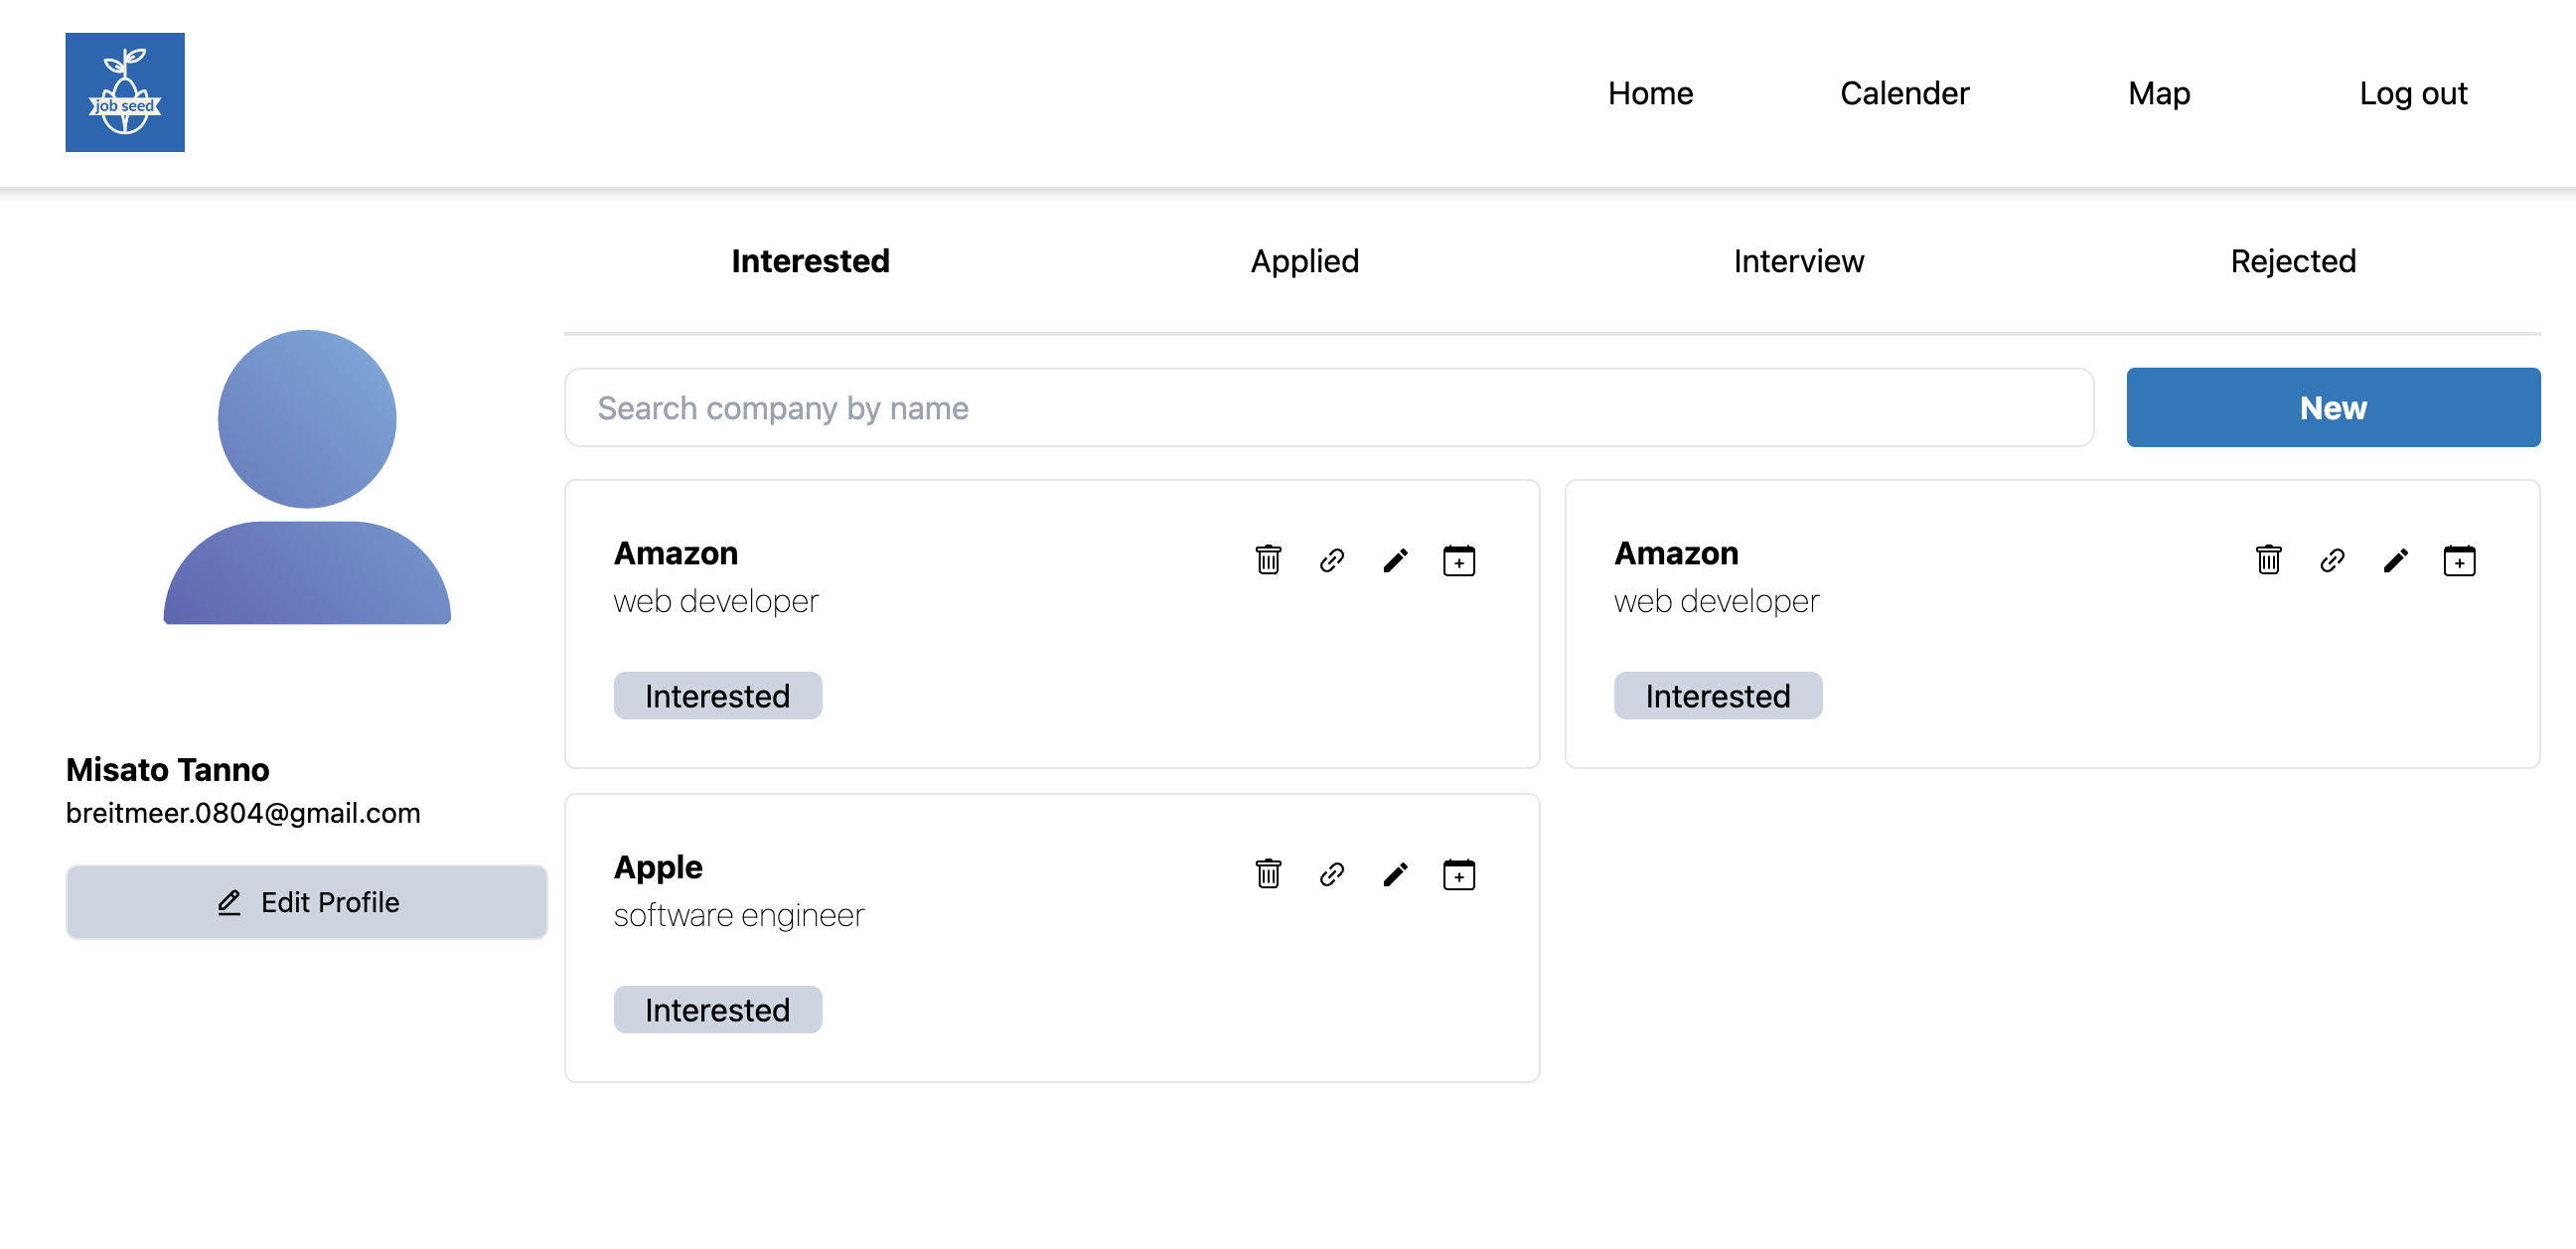 job seed
Home Calender Map Log out
Interested Applied Interview Rejected
Search company by name New
Amazon
web developer
Interested
Amazon
web developer
Interested
Misato Tanno
breitmeer.0804@gmail.com
Edit Profile
Apple
software engineer
Interested